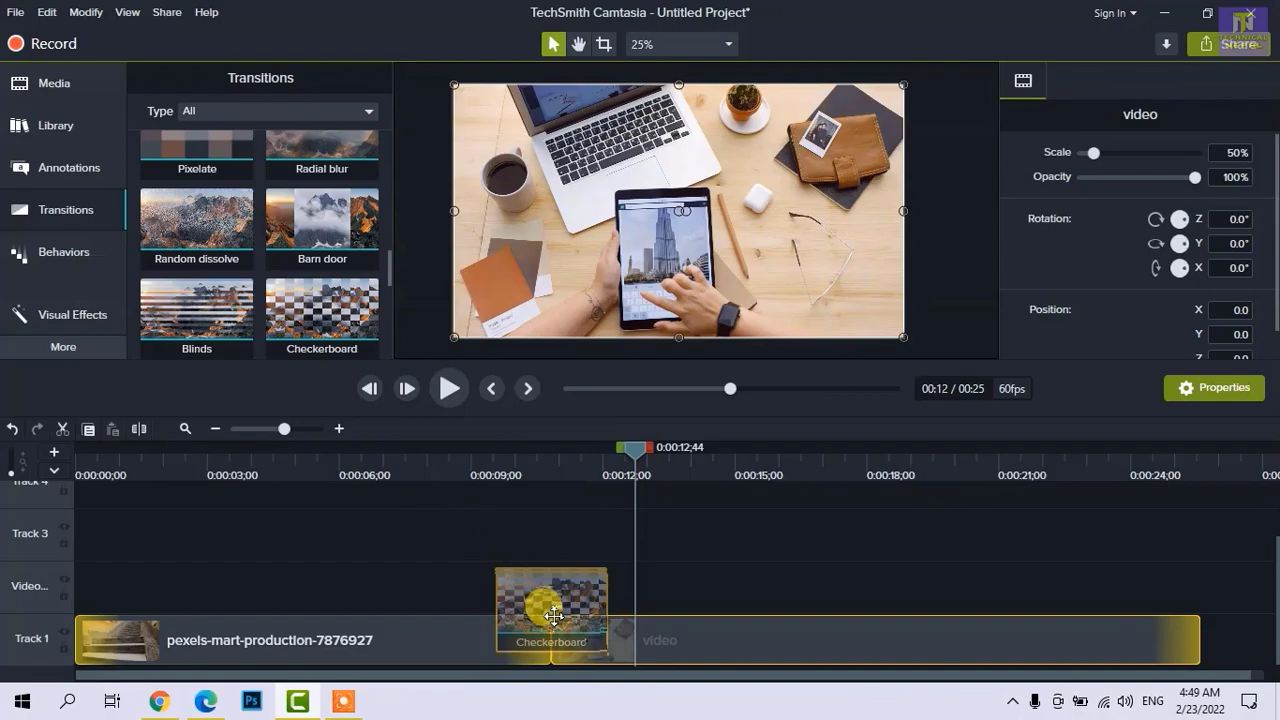 File Edit Modify View Share Help
TechSmith Camtasia - Untitled Project*
Sign In
Record
25%
Share
Media
Library
Annotations
Transitions
Behaviors
Visual Effects
More
Transitions
Type All
Pixelate
Radial blur
Random dissolve
Barn door
Blinds
Checkerboard
video
Scale 50%
Opacity 100%
Rotation: Z 0.0°
Y 0.0°
X 0.0°
Position: X 0.0
Y 0.0
00:12 / 00:25 60fps
Properties
0:00:12;44
0:00:00;00 0:00:03;00 0:00:06;00 0:00:09;00 0:00:12;00 0:00:15;00 0:00:18;00 0:00:21;00 0:00:24;00
Track 3
Video...
Track 1
pexels-mart-production-7876927
Checkerboard
video
ENG
4:49 AM
2/23/2022